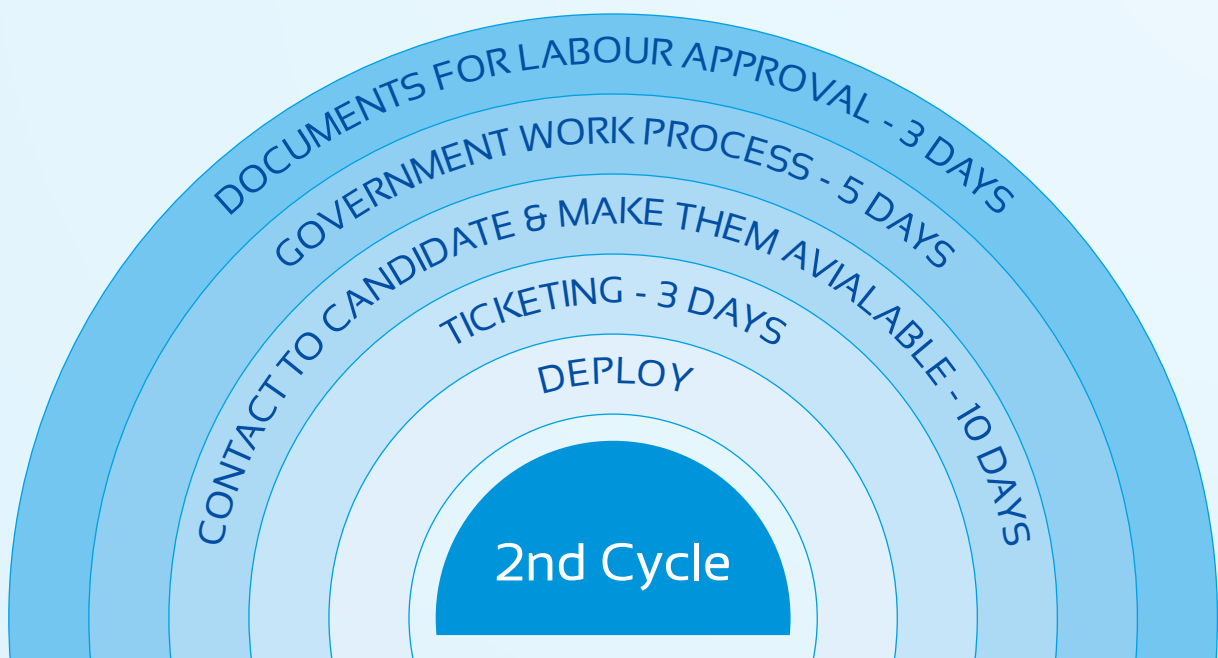 DOCUMENTS FOR LABOUR APPROVAL - 3 DAYS
GOVERNMENT WORK PROCESS - 5 DAYS
CONTACT TO CANDIDATE & MAKE THEM AVIALABLE - 10 DAYS
TICKETING - 3 DAYS
DEPLOY
2nd Cycle